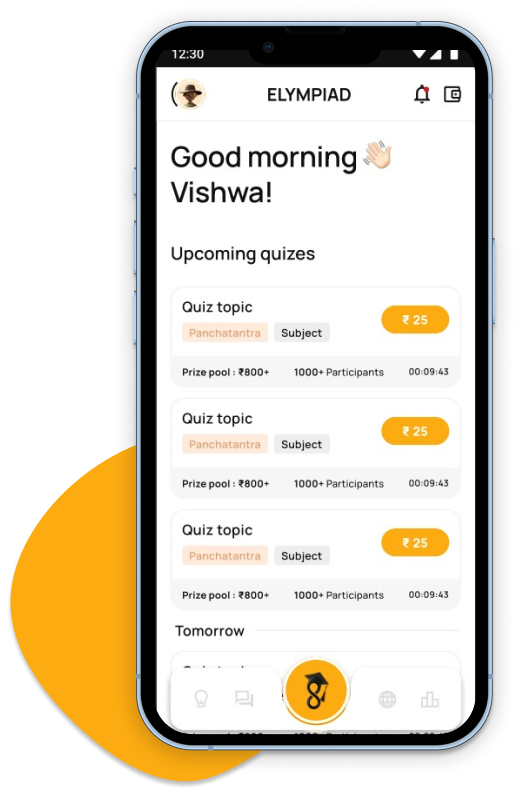 12:30
ELYMPIAD
Good morning 👋🏻
Vishwa!
Upcoming quizes
Quiz topic
₹ 25
Panchatantra Subject
Prize pool : ₹800+ 1000+ Participants 00:09:43
Quiz topic
₹ 25
Panchatantra Subject
Prize pool : ₹800+ 1000+ Participants 00:09:43
Quiz topic
₹ 25
Panchatantra Subject
Prize pool : ₹800+ 1000+ Participants 00:09:43
Tomorrow